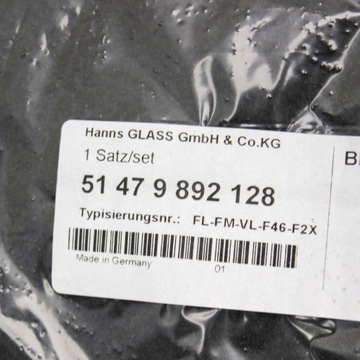 Hanns GLASS GmbH & Co.KG
1 Satz/set
51 47 9 892 128
Typisierungsnr.: FL-FM-VL-F46-F2X
Made in Germany 01